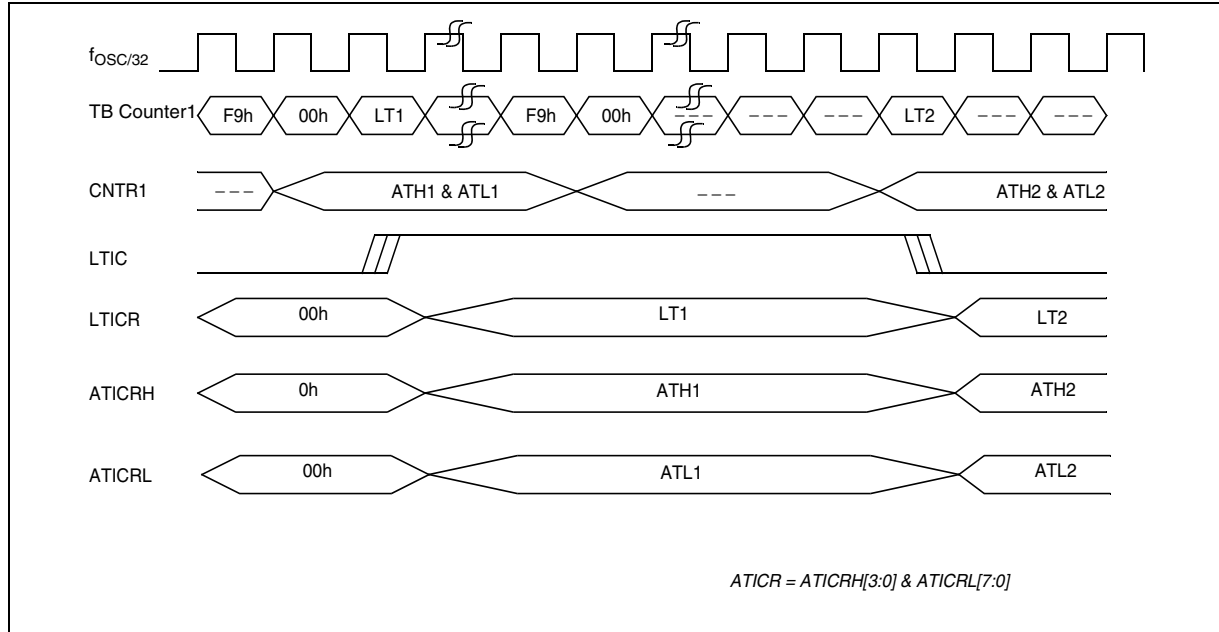 fOSC/32
TB Counter1 F9h 00h LT1 F9h 00h --- --- --- LT2 --- ---
CNTR1 --- ATH1 & ATL1 --- ATH2 & ATL2
LTIC
LTICR 00h LT1 LT2
ATICRH 0h ATH1 ATH2
ATICRL 00h ATL1 ATL2
ATICR = ATICRH[3:0] & ATICRL[7:0]